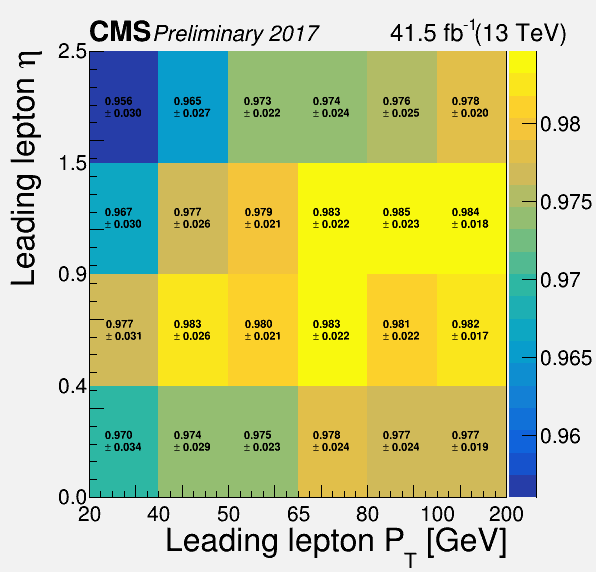 CMS Preliminary 2017 41.5 fb⁻¹(13 TeV)
Leading lepton η
2.5
0.956 0.965 0.973 0.974 0.976 0.978
± 0.030 ± 0.027 ± 0.022 ± 0.024 ± 0.025 ± 0.020
1.5
0.967 0.977 0.979 0.983 0.985 0.984
± 0.030 ± 0.026 ± 0.021 ± 0.022 ± 0.023 ± 0.018
0.9
0.977 0.983 0.980 0.983 0.981 0.982
± 0.031 ± 0.026 ± 0.021 ± 0.022 ± 0.022 ± 0.017
0.4
0.970 0.974 0.975 0.978 0.977 0.977
± 0.034 ± 0.029 ± 0.023 ± 0.024 ± 0.024 ± 0.019
0.0
20 40 50 65 80 100 200
Leading lepton P_T [GeV]
0.98
0.975
0.97
0.965
0.96